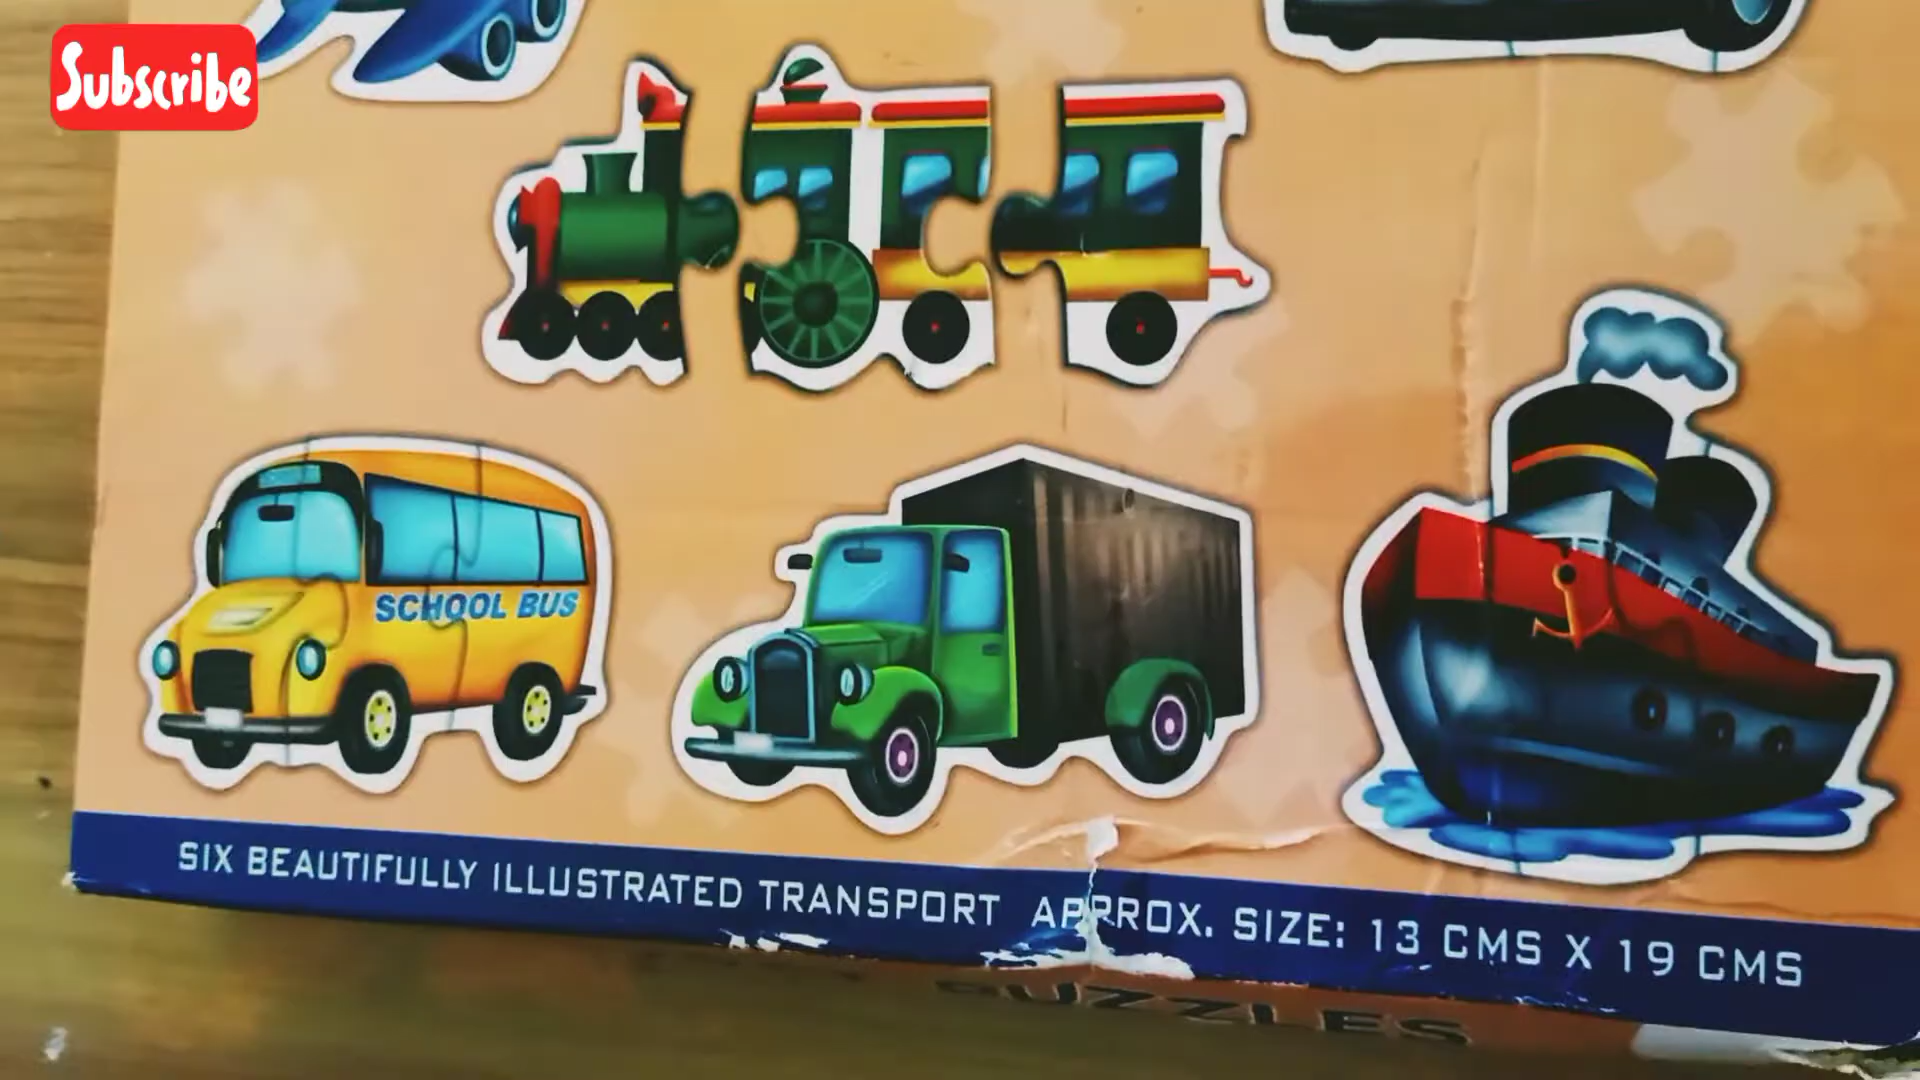 Subscribe
SCHOOL BUS
SIX BEAUTIFULLY ILLUSTRATED TRANSPORT APPROX. SIZE: 13 CMS X 19 CMS
PUZZLES